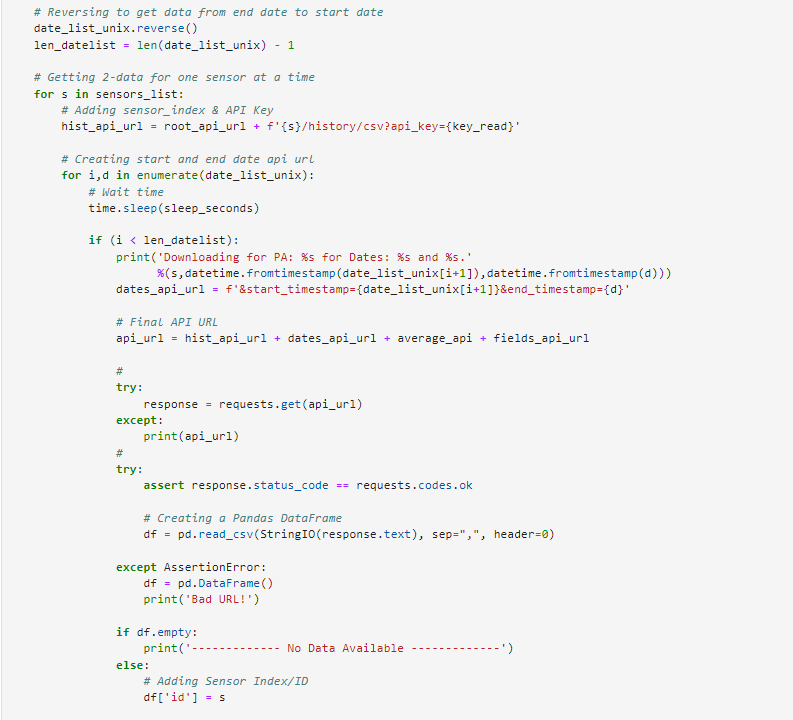 # Reversing to get data from end date to start date
date_list_unix.reverse()
len_datelist = len(date_list_unix) - 1
# Getting 2-data for one sensor at a time
for s in sensors_list:
# Adding sensor_index & API Key
hist_api_url = root_api_url + f'{s}/history/csv?api_key={key_read}'
# Creating start and end date api url
for i,d in enumerate(date_list_unix):
# Wait time
time.sleep(sleep_seconds)
if (i < len_datelist):
print('Downloading for PA: %s for Dates: %s and %s.'
%(s,datetime.fromtimestamp(date_list_unix[i+1]),datetime.fromtimestamp(d)))
dates_api_url = f'&start_timestamp={date_list_unix[i+1]}&end_timestamp={d}'
# Final API URL
api_url = hist_api_url + dates_api_url + average_api + fields_api_url
#
try:
response = requests.get(api_url)
except:
print(api_url)
#
try:
assert response.status_code == requests.codes.ok
# Creating a Pandas DataFrame
df = pd.read_csv(StringIO(response.text), sep=",", header=0)
except AssertionError:
df = pd.DataFrame()
print('Bad URL!')
if df.empty:
print('------------- No Data Available -------------')
else:
# Adding Sensor Index/ID
df['id'] = s